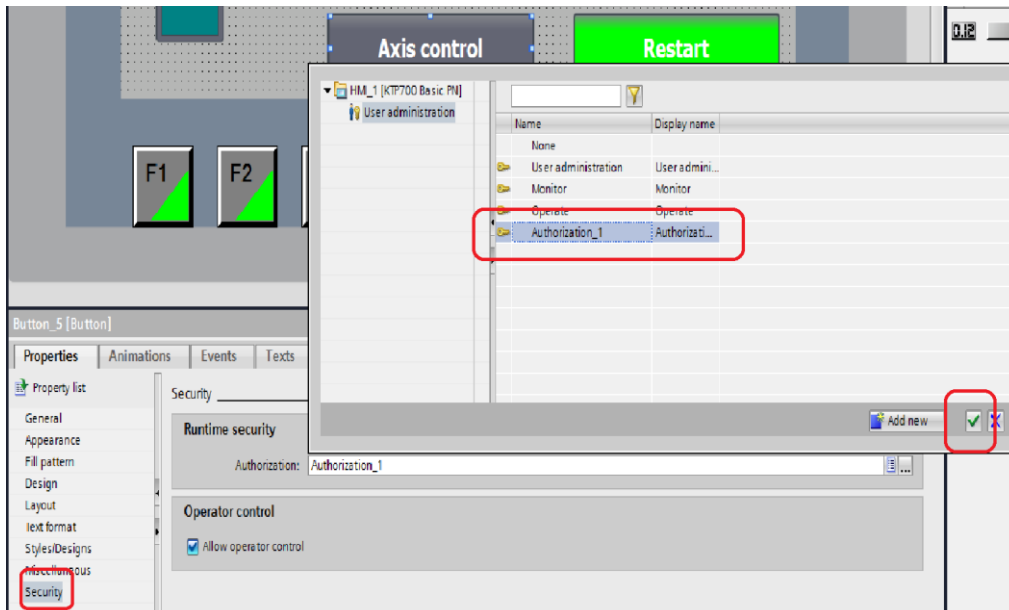 0.12
Axis control
Restart
HMI_1 [KTP700 Basic PN]
User administration
Name Display name
None
User administration User admini...
Monitor Monitor
Operate Operate
Authorization_1 Authorizati...
F1
F2
Add new
Button_5 [Button]
Properties Animations Events Texts
Property list
General
Appearance
Fill pattern
Design
Layout
Text format
Styles/Designs
Miscellaneous
Security
Security
Runtime security
Authorization: Authorization_1
...
Operator control
Allow operator control